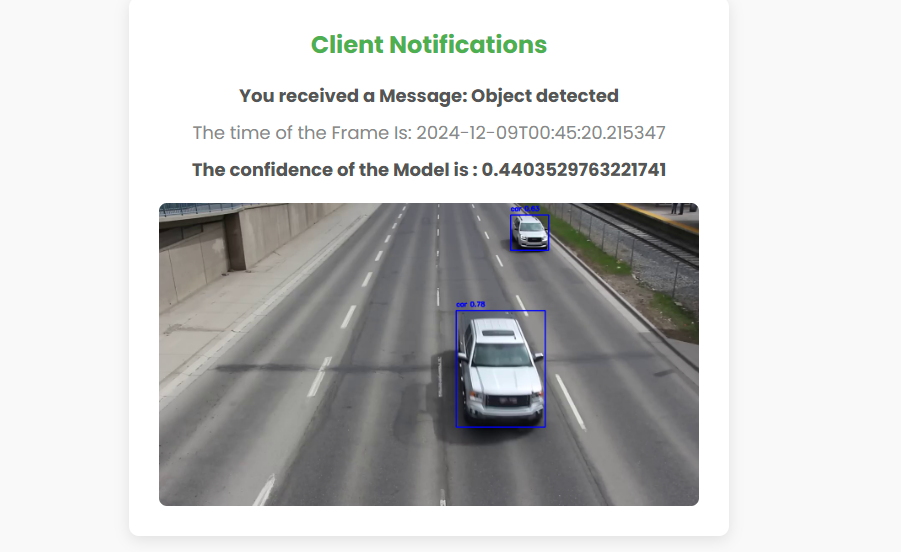 Client Notifications
You received a Message: Object detected
The time of the Frame Is: 2024-12-09T00:45:20.215347
The confidence of the Model is : 0.4403529763221741
car 0.63
car 0.78